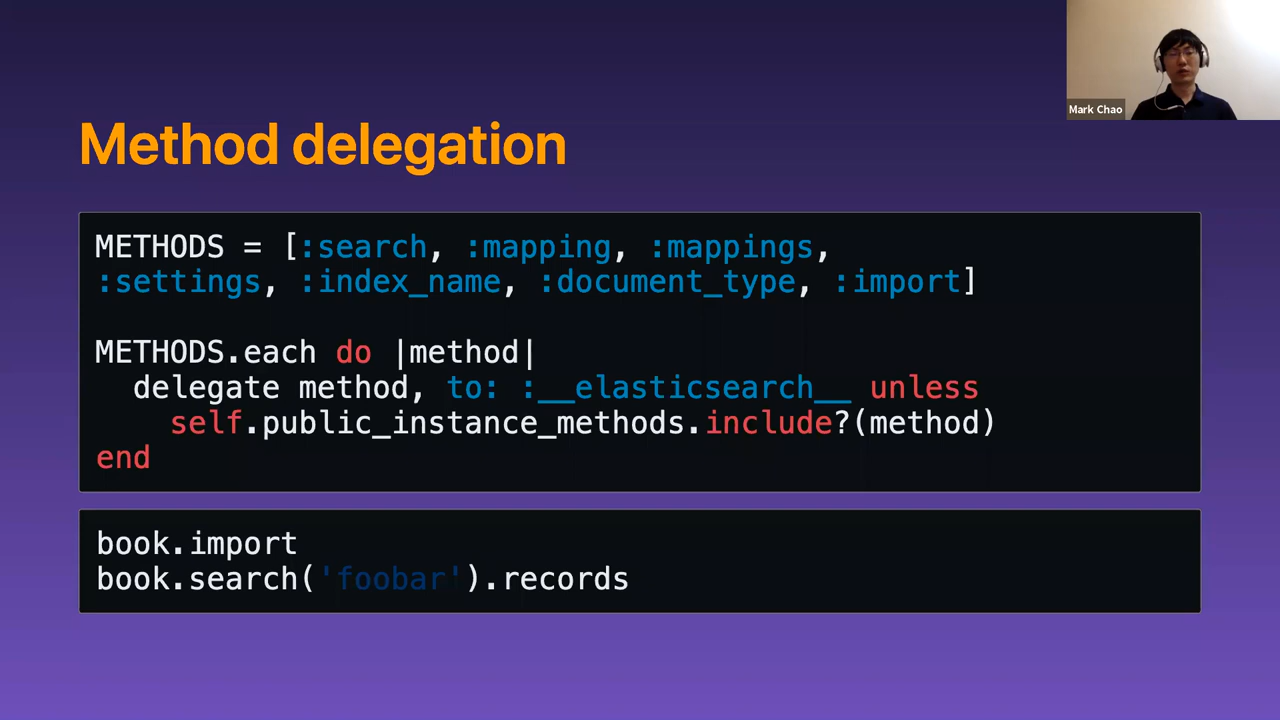 Mark Chao
Method delegation
METHODS = [:search, :mapping, :mappings,
:settings, :index_name, :document_type, :import]
METHODS.each do |method|
delegate method, to: :__elasticsearch__ unless
self.public_instance_methods.include?(method)
end
book.import
book.search('foobar').records